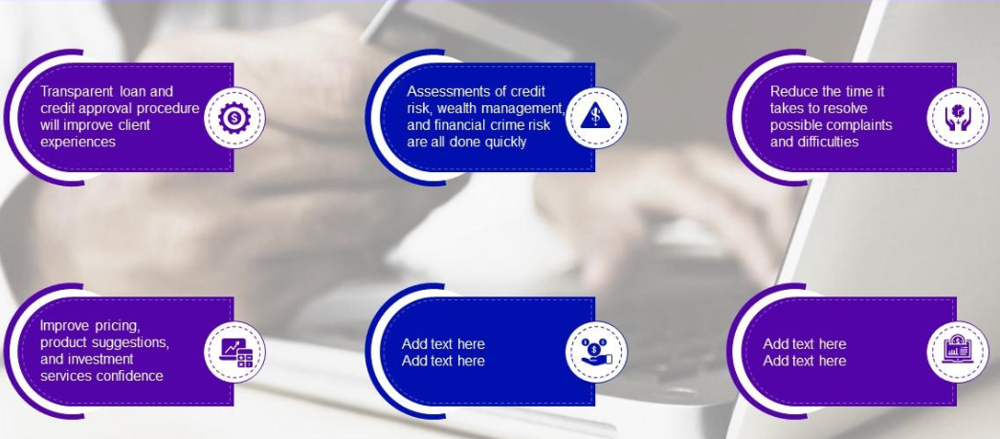 Transparent loan and
credit approval procedure
will improve client
experiences
Assessments of credit
risk, wealth management,
and financial crime risk
are all done quickly
Reduce the time it
takes to resolve
possible complaints
and difficulties
Improve pricing,
product suggestions,
and investment
services confidence
Add text here
Add text here
Add text here
Add text here